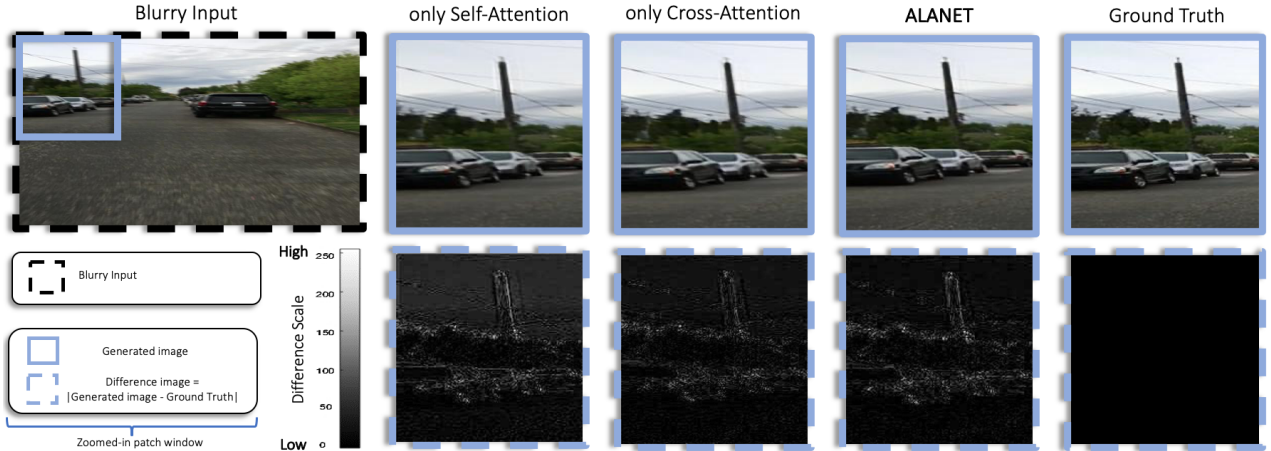 Blurry Input
only Self-Attention
only Cross-Attention
ALANET
Ground Truth
Blurry Input
Generated image
Difference image =
|Generated image - Ground Truth|
Zoomed-in patch window
High
Low
Difference Scale
250
200
150
100
50
0